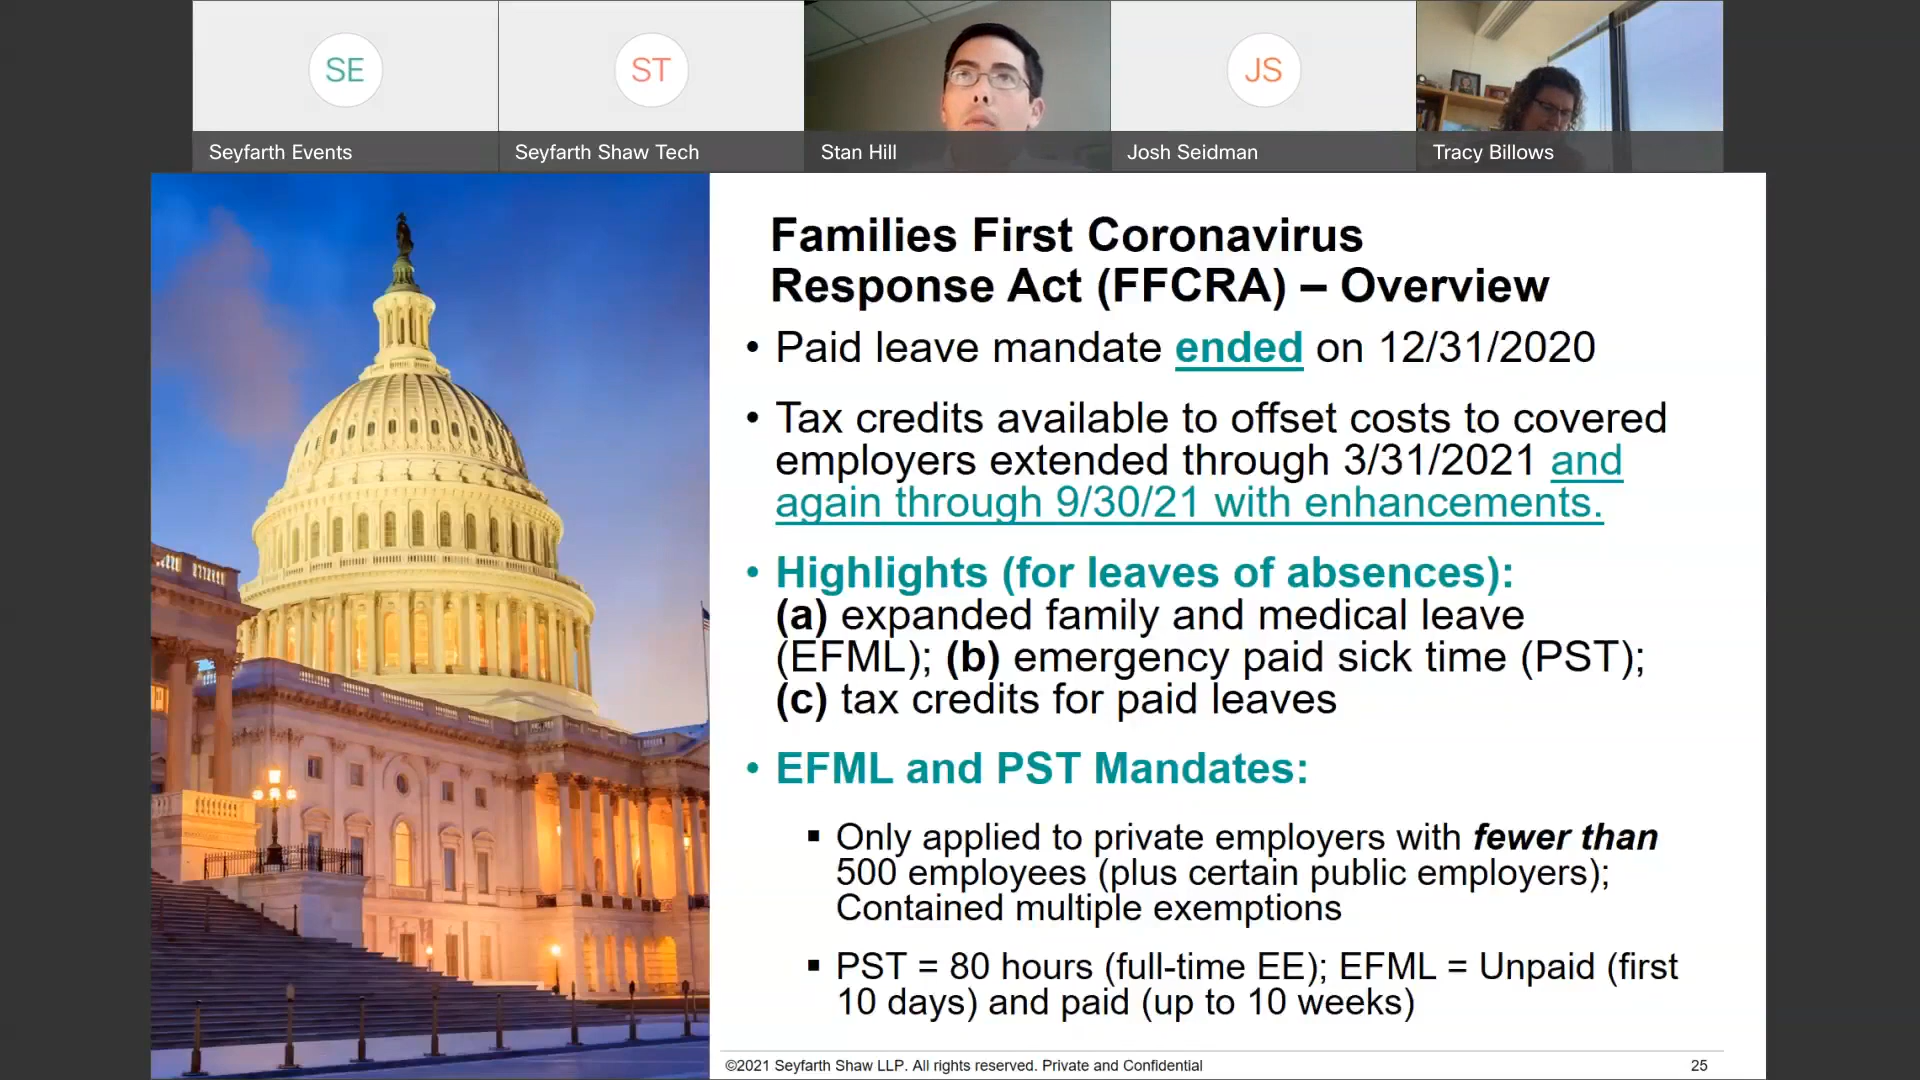 SE
ST
JS
Seyfarth Events
Seyfarth Shaw Tech
Stan Hill
Josh Seidman
Tracy Billows
Families First Coronavirus
Response Act (FFCRA) – Overview
• Paid leave mandate ended on 12/31/2020
• Tax credits available to offset costs to covered
employers extended through 3/31/2021 and
again through 9/30/21 with enhancements.
• Highlights (for leaves of absences):
(a) expanded family and medical leave
(EFML); (b) emergency paid sick time (PST);
(c) tax credits for paid leaves
• EFML and PST Mandates:
▪ Only applied to private employers with fewer than
500 employees (plus certain public employers);
Contained multiple exemptions
▪ PST = 80 hours (full-time EE); EFML = Unpaid (first
10 days) and paid (up to 10 weeks)
©2021 Seyfarth Shaw LLP. All rights reserved. Private and Confidential
25